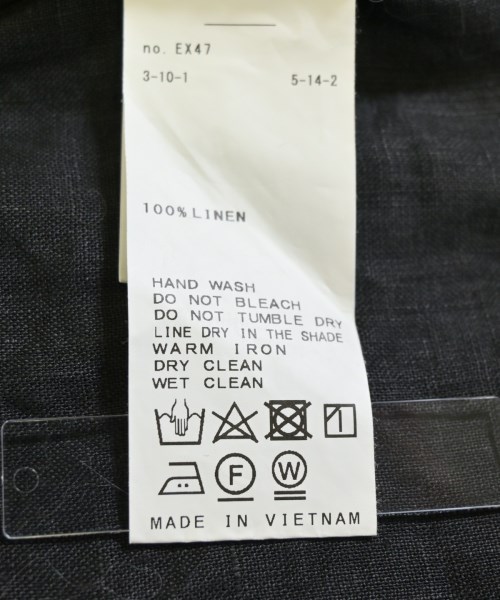 no. EX47
3-10-1 5-14-2
100% LINEN
HAND WASH
DO NOT BLEACH
DO NOT TUMBLE DRY
LINE DRY IN THE SHADE
WARM IRON
DRY CLEAN
WET CLEAN
F W
MADE IN VIETNAM